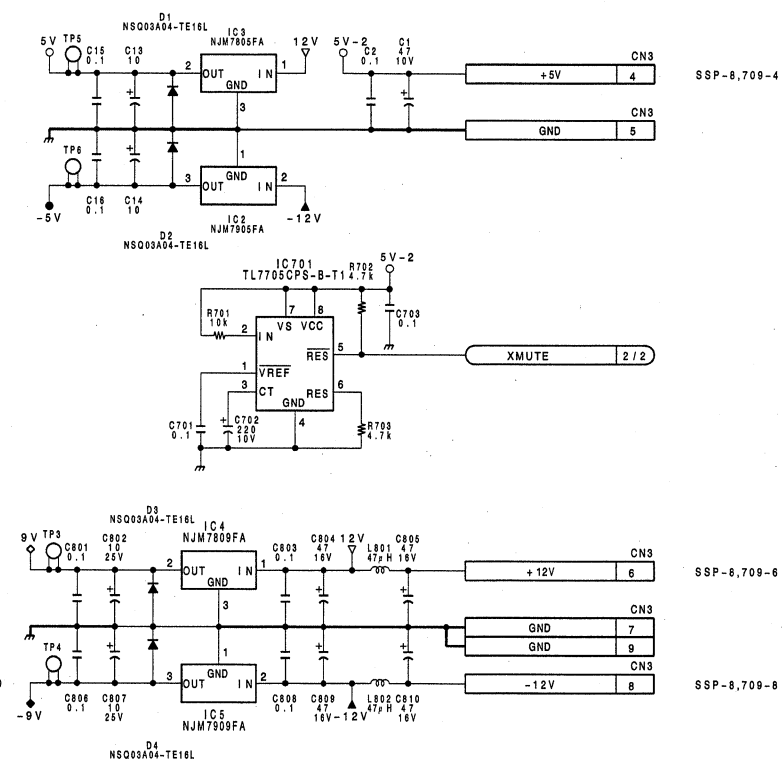 D1
NSQ03A04-TE16L
IC3
NJM7805FA
5V
TP5
C15
0.1
C13
10
12V
5V-2
C2
0.1
C1
47
10V
2
OUT
IN
1
GND
3
CN3
+5V
4
SSP-8,709-4
CN3
GND
5
TP6
1
GND
3
OUT
IN
2
-5V
C16
0.1
C14
10
IC2
NJM7905FA
-12V
D2
NSQ03A04-TE16L
IC701
TL7705CPS-B-T1
R702
4.7k
5V-2
R701
10k
7
8
VS
VCC
C703
0.1
2
IN
5
RES
XMUTE
2/2
1
VREF
3
CT
6
RES
GND
4
C701
0.1
C702
220
10V
R703
4.7k
D3
NSQ03A04-TE16L
IC4
NJM7809FA
9V
TP3
C801
0.1
C802
10
25V
C803
0.1
C804
47
16V
12V
L801
47μH
C805
47
16V
2
OUT
IN
1
GND
3
CN3
+12V
6
SSP-8,709-6
CN3
GND
7
GND
9
TP4
1
GND
3
OUT
IN
2
CN3
-12V
8
SSP-8,709-8
-9V
C806
0.1
C807
10
25V
IC5
NJM7909FA
C808
0.1
C809
47
16V
-12V
L802
47μH
C810
47
16V
D4
NSQ03A04-TE16L